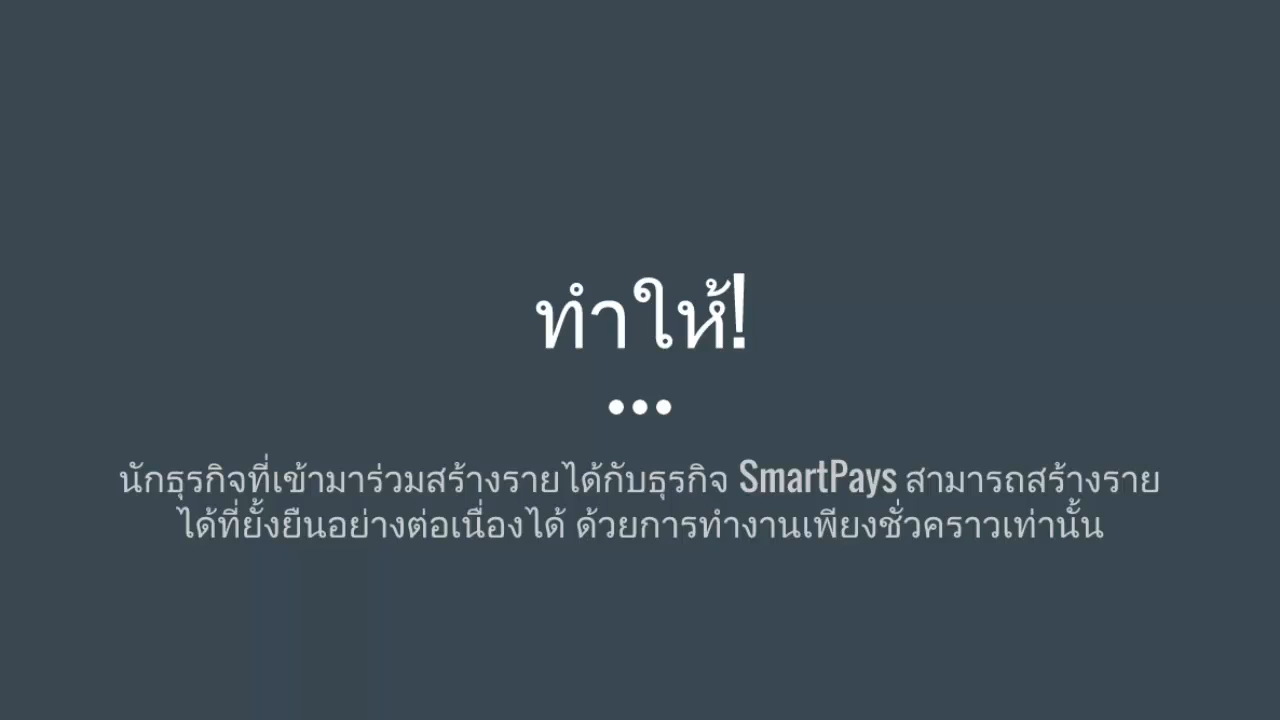 ทำให้!
นักธุรกิจที่เข้ามาร่วมสร้างรายได้กับธุรกิจ SmartPays สามารถสร้างราย
ได้ที่ยั้งยืนอย่างต่อเนื่องได้ ด้วยการทำงานเพียงชั่วคราวเท่านั้น